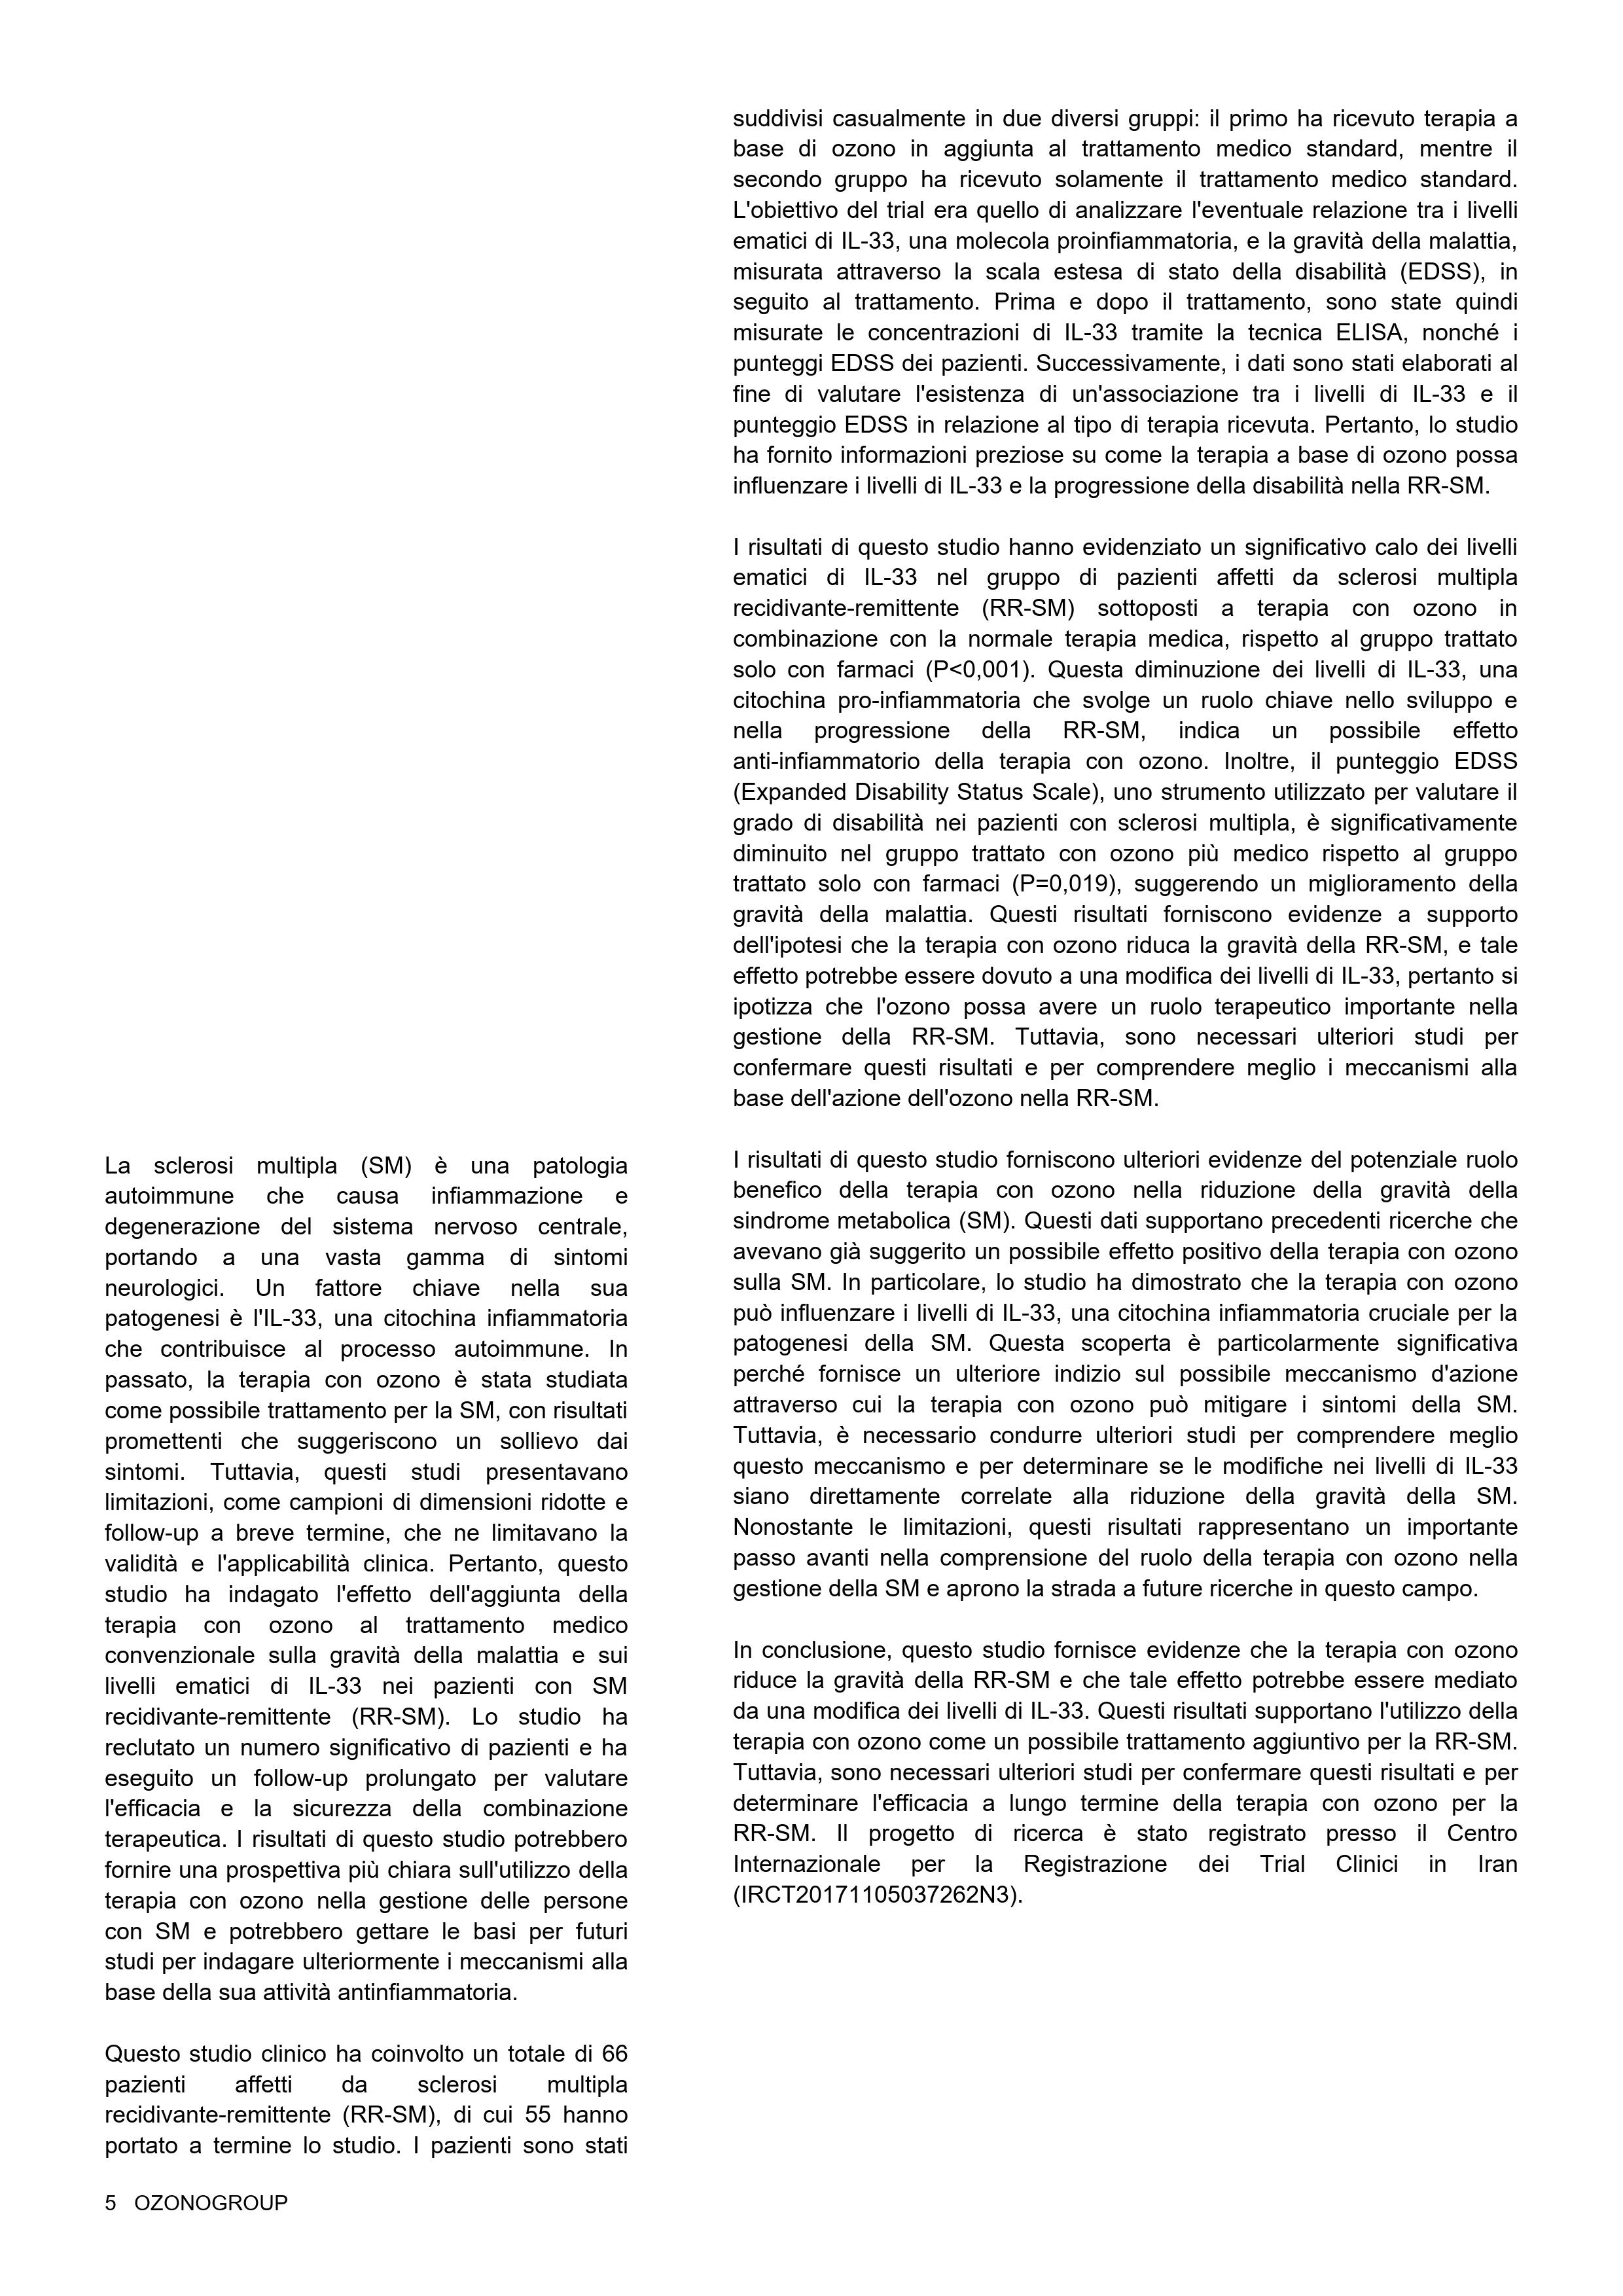 La sclerosi multipla (SM) è una patologia
autoimmune che causa infiammazione e
degenerazione del sistema nervoso centrale,
portando a una vasta gamma di sintomi
neurologici. Un fattore chiave nella sua
patogenesi è l'IL-33, una citochina infiammatoria
che contribuisce al processo autoimmune. In
passato, la terapia con ozono è stata studiata
come possibile trattamento per la SM, con risultati
promettenti che suggeriscono un sollievo dai
sintomi. Tuttavia, questi studi presentavano
limitazioni, come campioni di dimensioni ridotte e
follow-up a breve termine, che ne limitavano la
validità e l'applicabilità clinica. Pertanto, questo
studio ha indagato l'effetto dell'aggiunta della
terapia con ozono al trattamento medico
convenzionale sulla gravità della malattia e sui
livelli ematici di IL-33 nei pazienti con SM
recidivante-remittente (RR-SM). Lo studio ha
reclutato un numero significativo di pazienti e ha
eseguito un follow-up prolungato per valutare
l'efficacia e la sicurezza della combinazione
terapeutica. I risultati di questo studio potrebbero
fornire una prospettiva più chiara sull'utilizzo della
terapia con ozono nella gestione delle persone
con SM e potrebbero gettare le basi per futuri
studi per indagare ulteriormente i meccanismi alla
base della sua attività antinfiammatoria.

Questo studio clinico ha coinvolto un totale di 66
pazienti affetti da sclerosi multipla
recidivante-remittente (RR-SM), di cui 55 hanno
portato a termine lo studio. I pazienti sono stati
suddivisi casualmente in due diversi gruppi: il primo ha ricevuto terapia a
base di ozono in aggiunta al trattamento medico standard, mentre il
secondo gruppo ha ricevuto solamente il trattamento medico standard.
L'obiettivo del trial era quello di analizzare l'eventuale relazione tra i livelli
ematici di IL-33, una molecola proinfiammatoria, e la gravità della malattia,
misurata attraverso la scala estesa di stato della disabilità (EDSS), in
seguito al trattamento. Prima e dopo il trattamento, sono state quindi
misurate le concentrazioni di IL-33 tramite la tecnica ELISA, nonché i
punteggi EDSS dei pazienti. Successivamente, i dati sono stati elaborati al
fine di valutare l'esistenza di un'associazione tra i livelli di IL-33 e il
punteggio EDSS in relazione al tipo di terapia ricevuta. Pertanto, lo studio
ha fornito informazioni preziose su come la terapia a base di ozono possa
influenzare i livelli di IL-33 e la progressione della disabilità nella RR-SM.

I risultati di questo studio hanno evidenziato un significativo calo dei livelli
ematici di IL-33 nel gruppo di pazienti affetti da sclerosi multipla
recidivante-remittente (RR-SM) sottoposti a terapia con ozono in
combinazione con la normale terapia medica, rispetto al gruppo trattato
solo con farmaci (P<0,001). Questa diminuzione dei livelli di IL-33, una
citochina pro-infiammatoria che svolge un ruolo chiave nello sviluppo e
nella progressione della RR-SM, indica un possibile effetto
anti-infiammatorio della terapia con ozono. Inoltre, il punteggio EDSS
(Expanded Disability Status Scale), uno strumento utilizzato per valutare il
grado di disabilità nei pazienti con sclerosi multipla, è significativamente
diminuito nel gruppo trattato con ozono più medico rispetto al gruppo
trattato solo con farmaci (P=0,019), suggerendo un miglioramento della
gravità della malattia. Questi risultati forniscono evidenze a supporto
dell'ipotesi che la terapia con ozono riduca la gravità della RR-SM, e tale
effetto potrebbe essere dovuto a una modifica dei livelli di IL-33, pertanto si
ipotizza che l'ozono possa avere un ruolo terapeutico importante nella
gestione della RR-SM. Tuttavia, sono necessari ulteriori studi per
confermare questi risultati e per comprendere meglio i meccanismi alla
base dell'azione dell'ozono nella RR-SM.

I risultati di questo studio forniscono ulteriori evidenze del potenziale ruolo
benefico della terapia con ozono nella riduzione della gravità della
sindrome metabolica (SM). Questi dati supportano precedenti ricerche che
avevano già suggerito un possibile effetto positivo della terapia con ozono
sulla SM. In particolare, lo studio ha dimostrato che la terapia con ozono
può influenzare i livelli di IL-33, una citochina infiammatoria cruciale per la
patogenesi della SM. Questa scoperta è particolarmente significativa
perché fornisce un ulteriore indizio sul possibile meccanismo d'azione
attraverso cui la terapia con ozono può mitigare i sintomi della SM.
Tuttavia, è necessario condurre ulteriori studi per comprendere meglio
questo meccanismo e per determinare se le modifiche nei livelli di IL-33
siano direttamente correlate alla riduzione della gravità della SM.
Nonostante le limitazioni, questi risultati rappresentano un importante
passo avanti nella comprensione del ruolo della terapia con ozono nella
gestione della SM e aprono la strada a future ricerche in questo campo.

In conclusione, questo studio fornisce evidenze che la terapia con ozono
riduce la gravità della RR-SM e che tale effetto potrebbe essere mediato
da una modifica dei livelli di IL-33. Questi risultati supportano l'utilizzo della
terapia con ozono come un possibile trattamento aggiuntivo per la RR-SM.
Tuttavia, sono necessari ulteriori studi per confermare questi risultati e per
determinare l'efficacia a lungo termine della terapia con ozono per la
RR-SM. Il progetto di ricerca è stato registrato presso il Centro
Internazionale per la Registrazione dei Trial Clinici in Iran
(IRCT20171105037262N3).

5 OZONOGROUP